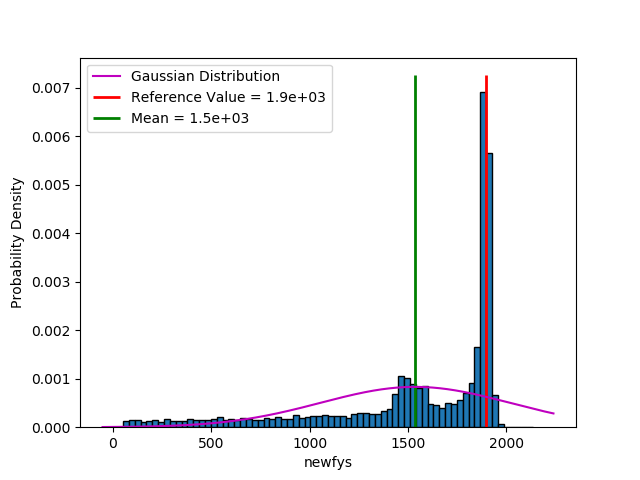 Gaussian Distribution
Reference Value = 1.9e+03
Mean = 1.5e+03
0.007
0.006
0.005
0.004
0.003
0.002
0.001
0.000
Probability Density
0
500
1000
1500
2000
newfys